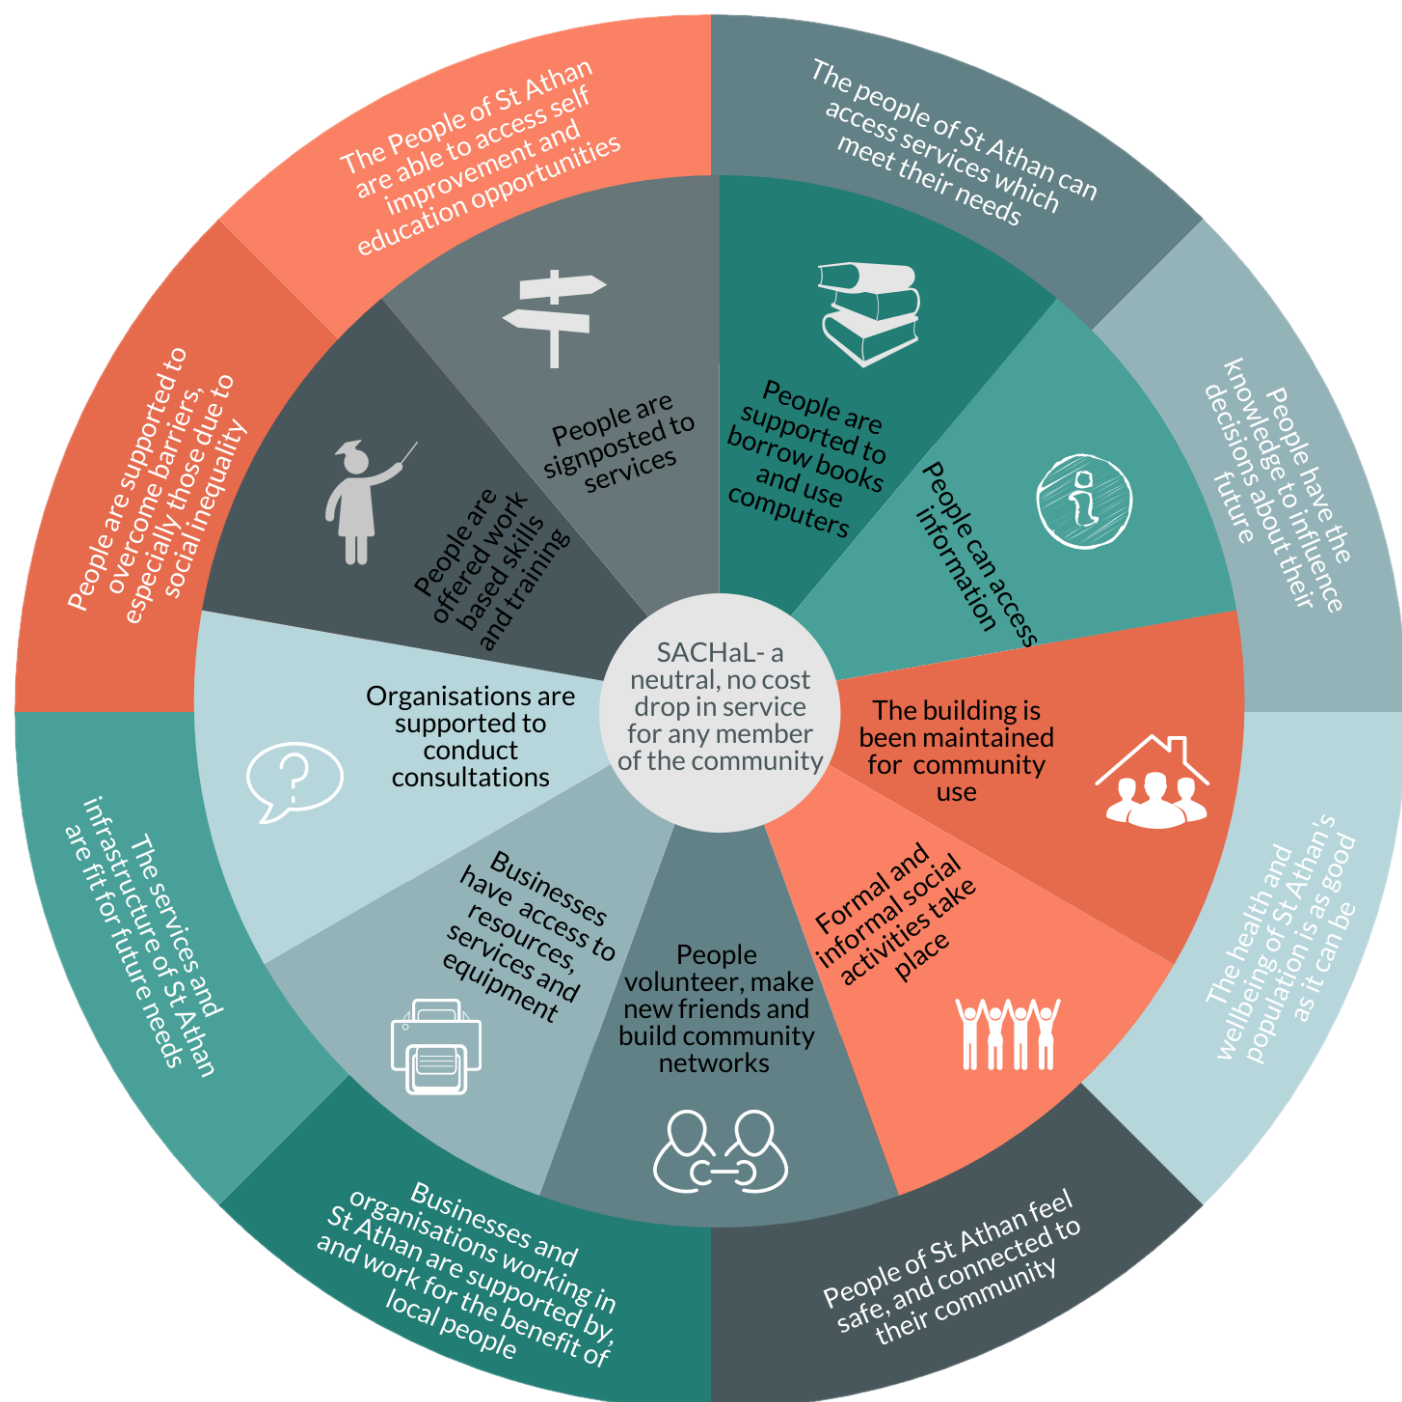 The People of St Athan
are able to access self
improvement and
education opportunities
The people of St Athan can
access services which
meet their needs
People have the
knowledge to influence
decisions about their
future
The health and
wellbeing of St Athan's
population is as good
as it can be
People of St Athan feel
safe, and connected to
their community
Businesses and
organisations working in
St Athan are supported by,
and work for the benefit of
local people
The services and
infrastructure of St Athan
are fit for future needs
People are supported to
overcome barriers,
especially those due to
social inequality
People are
signposted to
services
People are
supported to
borrow books
and use
computers
People can access
information
The building is
been maintained
for community
use
Formal and
informal social
activities take
place
People
volunteer, make
new friends and
build community
networks
Businesses
have access to
resources,
services and
equipment
Organisations are
supported to
conduct
consultations
People are
offered work
based skills
and training
SACHaL- a
neutral, no cost
drop in service
for any member
of the community